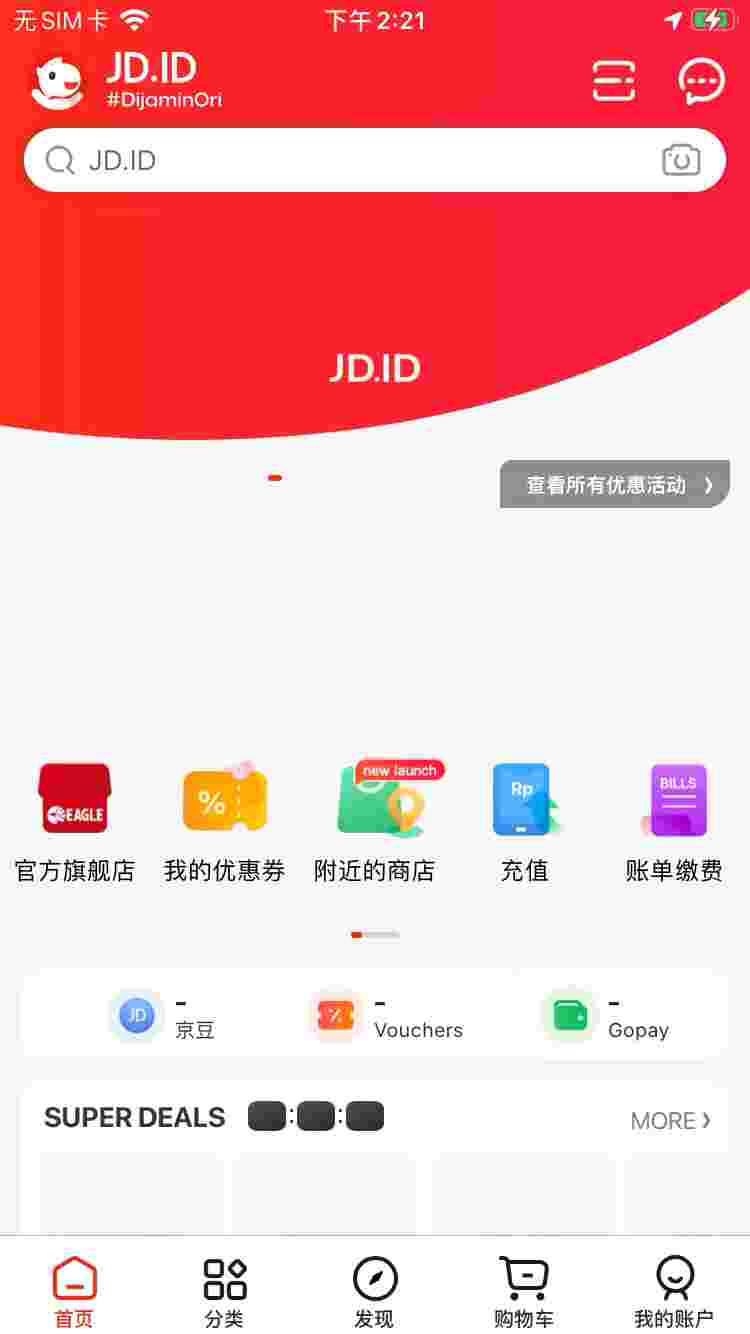 无SIM卡
下午2:21
JD.ID
#DijaminOri
JD.ID
JD.ID
查看所有优惠活动 ❯
EAGLE
%
new launch
Rp
BILLS
官方旗舰店
我的优惠券
附近的商店
充值
账单缴费
JD
-
京豆
%
-
Vouchers
-
Gopay
SUPER DEALS
: :
MORE ❯
首页
分类
发现
购物车
我的账户